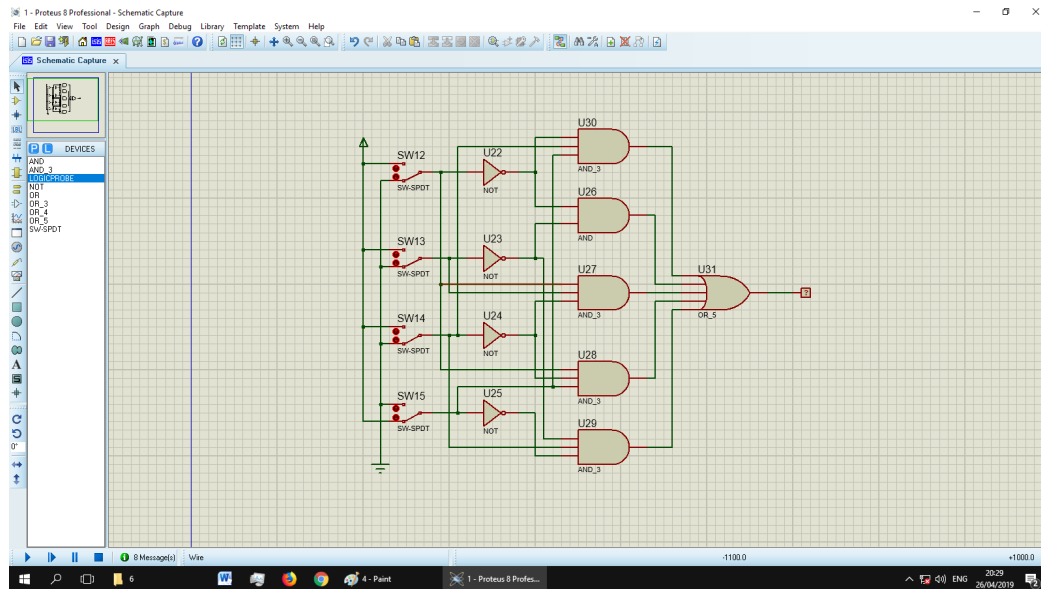 1 - Proteus 8 Professional - Schematic Capture
File Edit View Tool Design Graph Debug Library Template System Help
Schematic Capture
P L DEVICES
AND
AND_3
LOGICPROBE
NOT
OR
OR_3
OR_4
OR_5
SW-SPDT
LBL
A
S
0°
SW12
SW-SPDT
SW13
SW-SPDT
SW14
SW-SPDT
SW15
SW-SPDT
U22
NOT
U23
NOT
U24
NOT
U25
NOT
U30
AND_3
U26
AND
U27
AND_3
U28
AND_3
U29
AND_3
U31
OR_5
?
8 Message(s) Wire -1100.0 +1000.0
6 W 4 - Paint 1 - Proteus 8 Profes... ENG 20:29
26/04/2019 2